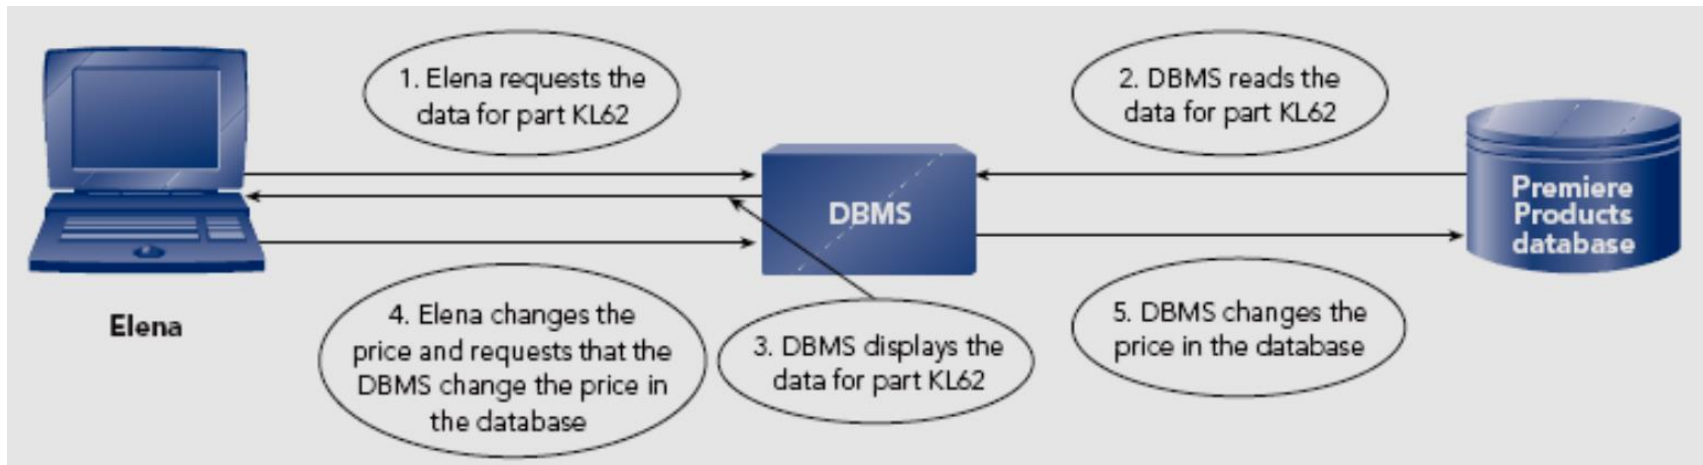 1. Elena requests the
data for part KL62
2. DBMS reads the
data for part KL62
DBMS
Premiere
Products
database
Elena
4. Elena changes the
price and requests that the
DBMS change the price in
the database
3. DBMS displays the
data for part KL62
5. DBMS changes the
price in the database